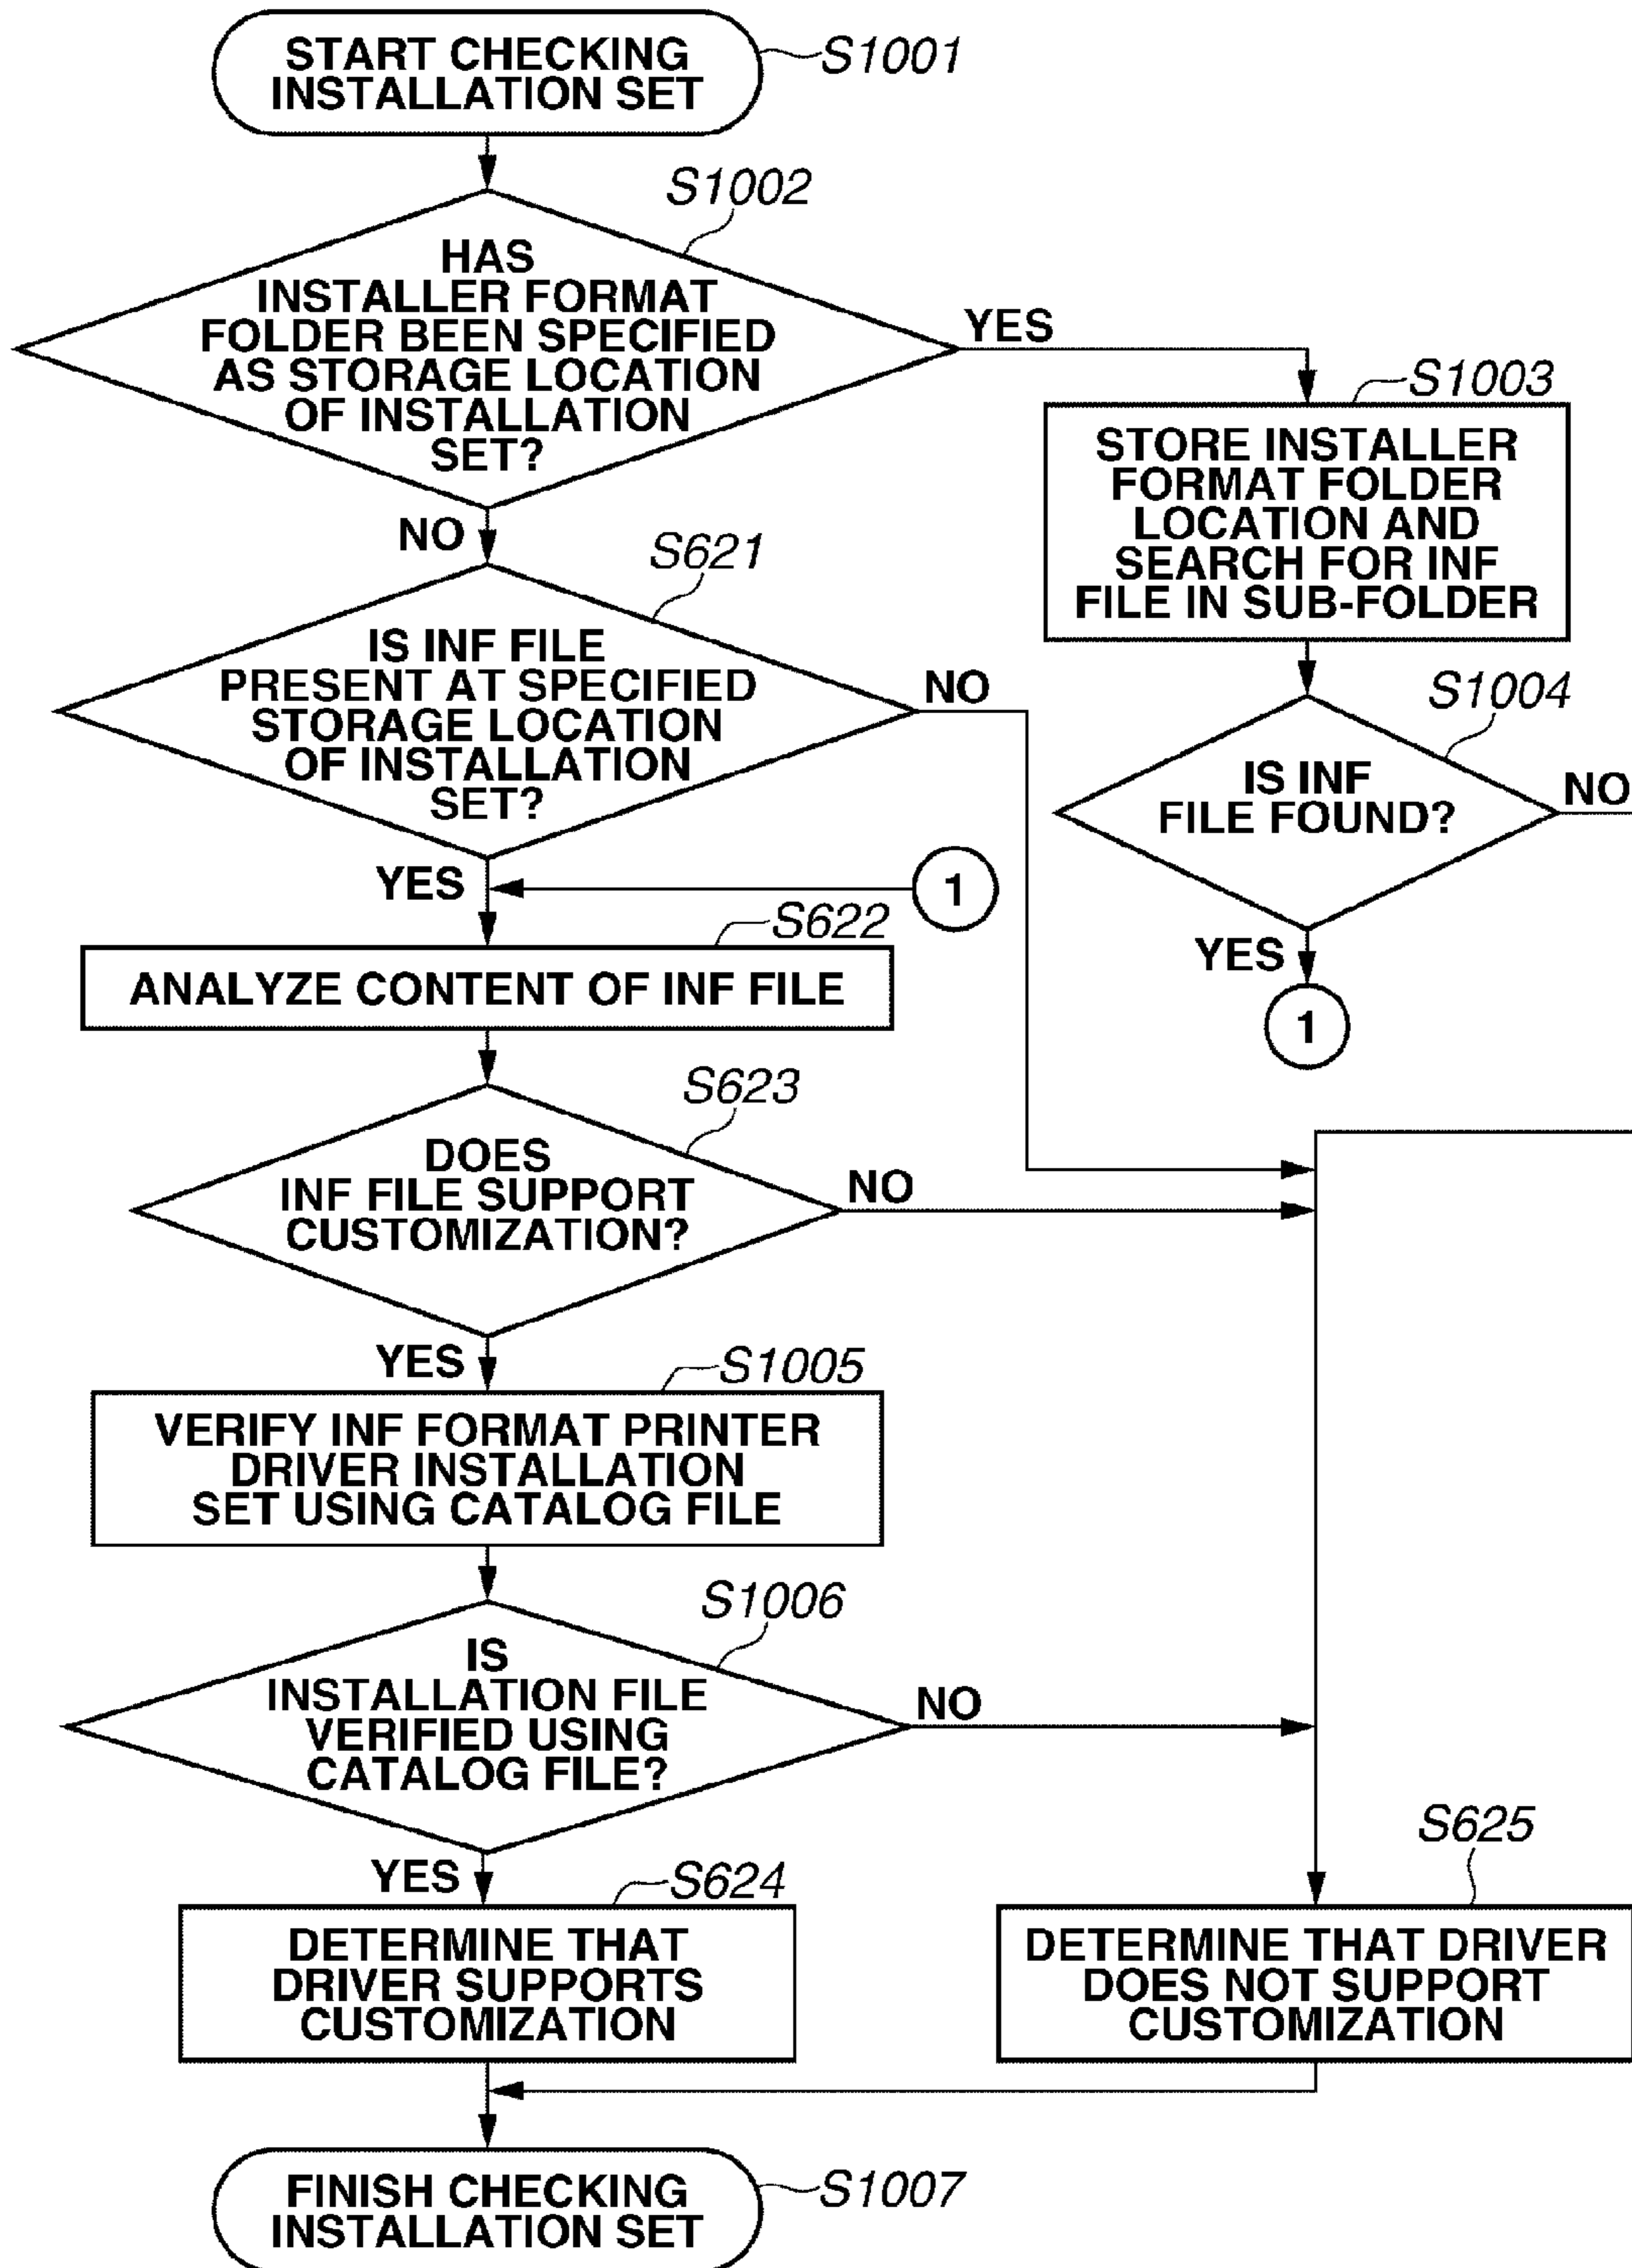 START CHECKING
INSTALLATION SET
S1001
S1002
HAS
INSTALLER FORMAT
FOLDER BEEN SPECIFIED
AS STORAGE LOCATION
OF INSTALLATION
SET?
YES
NO
S1003
STORE INSTALLER
FORMAT FOLDER
LOCATION AND
SEARCH FOR INF
FILE IN SUB-FOLDER
S621
IS INF FILE
PRESENT AT SPECIFIED
STORAGE LOCATION
OF INSTALLATION
SET?
NO
YES
S1004
IS INF
FILE FOUND?
NO
YES
1
1
S622
ANALYZE CONTENT OF INF FILE
S623
DOES
INF FILE SUPPORT
CUSTOMIZATION?
NO
YES
S1005
VERIFY INF FORMAT PRINTER
DRIVER INSTALLATION
SET USING CATALOG FILE
S1006
IS
INSTALLATION FILE
VERIFIED USING
CATALOG FILE?
NO
YES
S624
DETERMINE THAT
DRIVER SUPPORTS
CUSTOMIZATION
S625
DETERMINE THAT DRIVER
DOES NOT SUPPORT
CUSTOMIZATION
FINISH CHECKING
INSTALLATION SET
S1007